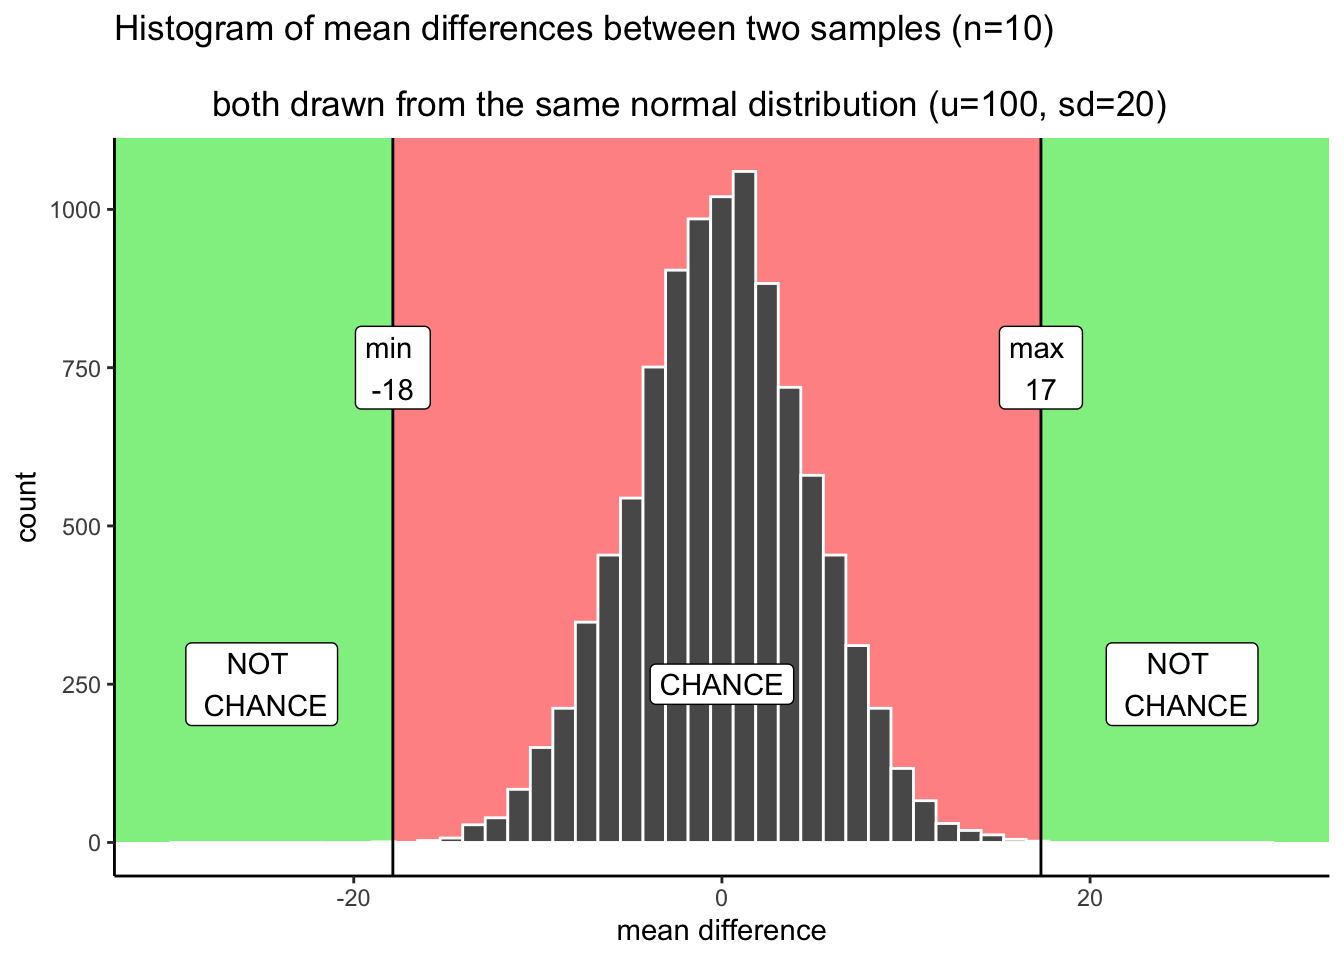 Histogram of mean differences between two samples (n=10)
both drawn from the same normal distribution (u=100, sd=20)
1000
750
500
250
0
count
min
-18
max
17
NOT
CHANCE
CHANCE
NOT
CHANCE
-20
0
20
mean difference